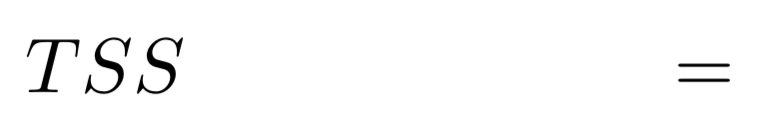 TSS =